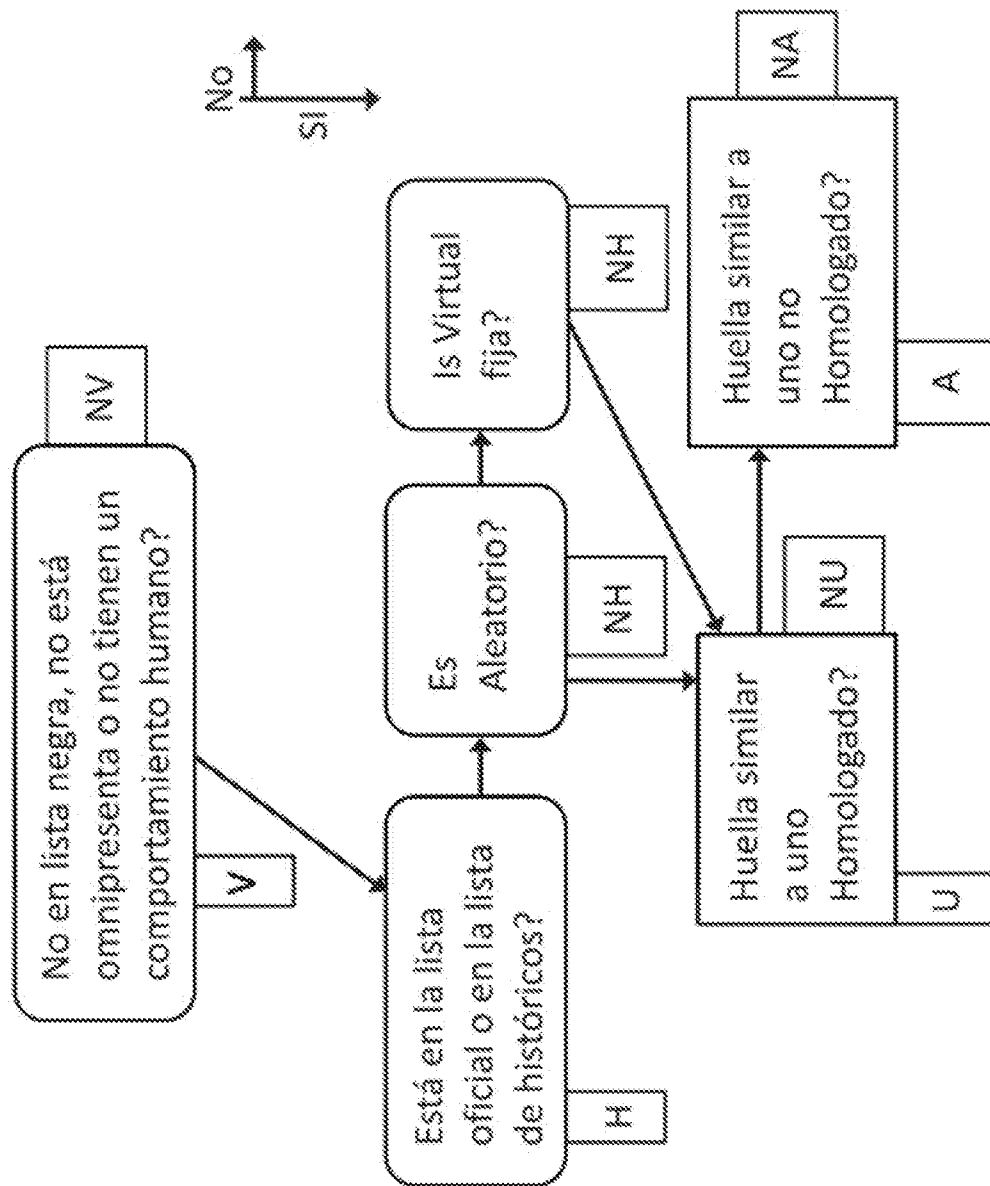 No en lista negra, no está
omnipresenta o no tienen un
comportamiento humano?
NV
V
No
SI
Está en la lista
oficial o en la lista
de históricos?
H
Es
Aleatorio?
NH
Is Virtual
fija?
NH
Huella similar
a uno
Homologado?
U
NU
Huella similar a
uno no
Homologado?
A
NA